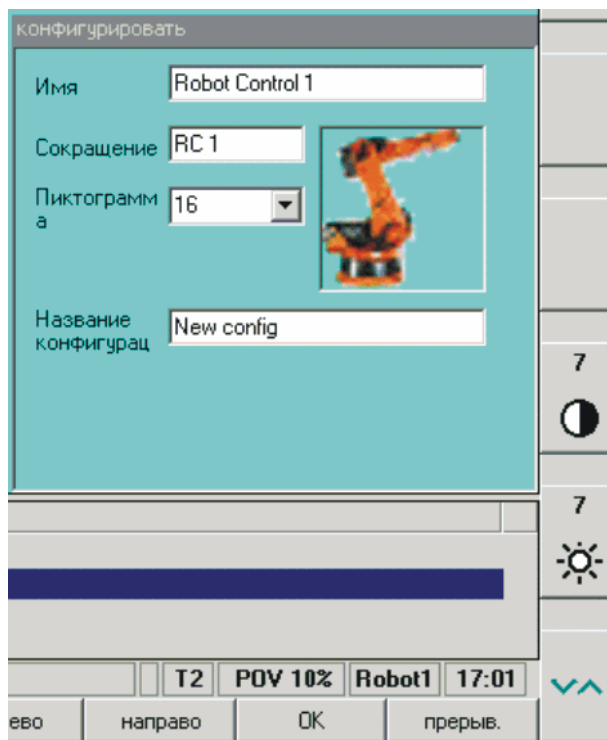 конфигурировать
Имя
Robot Control 1
Сокращение
RC 1
Пиктограмм
а
16
Название
конфигурац
New config
7
7
T2 POV 10% Robot1 17:01
ево направо OK прерыв.